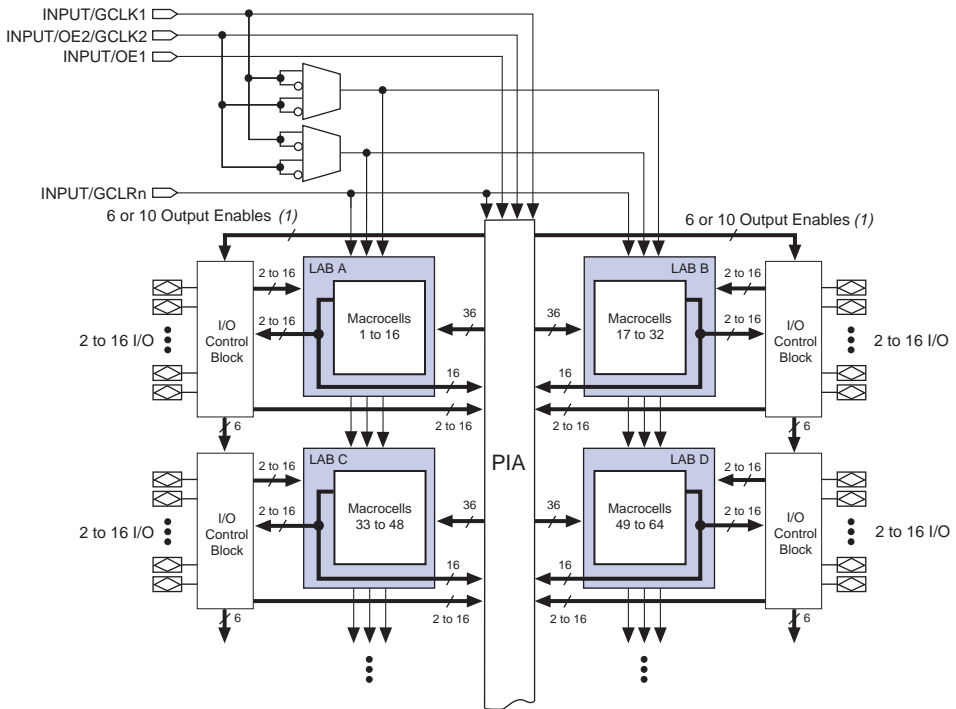 INPUT/GCLK1
INPUT/OE2/GCLK2
INPUT/OE1
INPUT/GCLRn
6 or 10 Output Enables (1)
6 or 10 Output Enables (1)
LAB A
LAB B
2 to 16
2 to 16
I/O
Control
Block
2 to 16
Macrocells
1 to 16
36
36
Macrocells
17 to 32
2 to 16
I/O
Control
Block
2 to 16 I/O
2 to 16 I/O
16
16
2 to 16
2 to 16
6
6
PIA
LAB C
LAB D
2 to 16
2 to 16
I/O
Control
Block
2 to 16
Macrocells
33 to 48
36
36
Macrocells
49 to 64
2 to 16
I/O
Control
Block
2 to 16 I/O
2 to 16 I/O
16
16
2 to 16
2 to 16
6
6